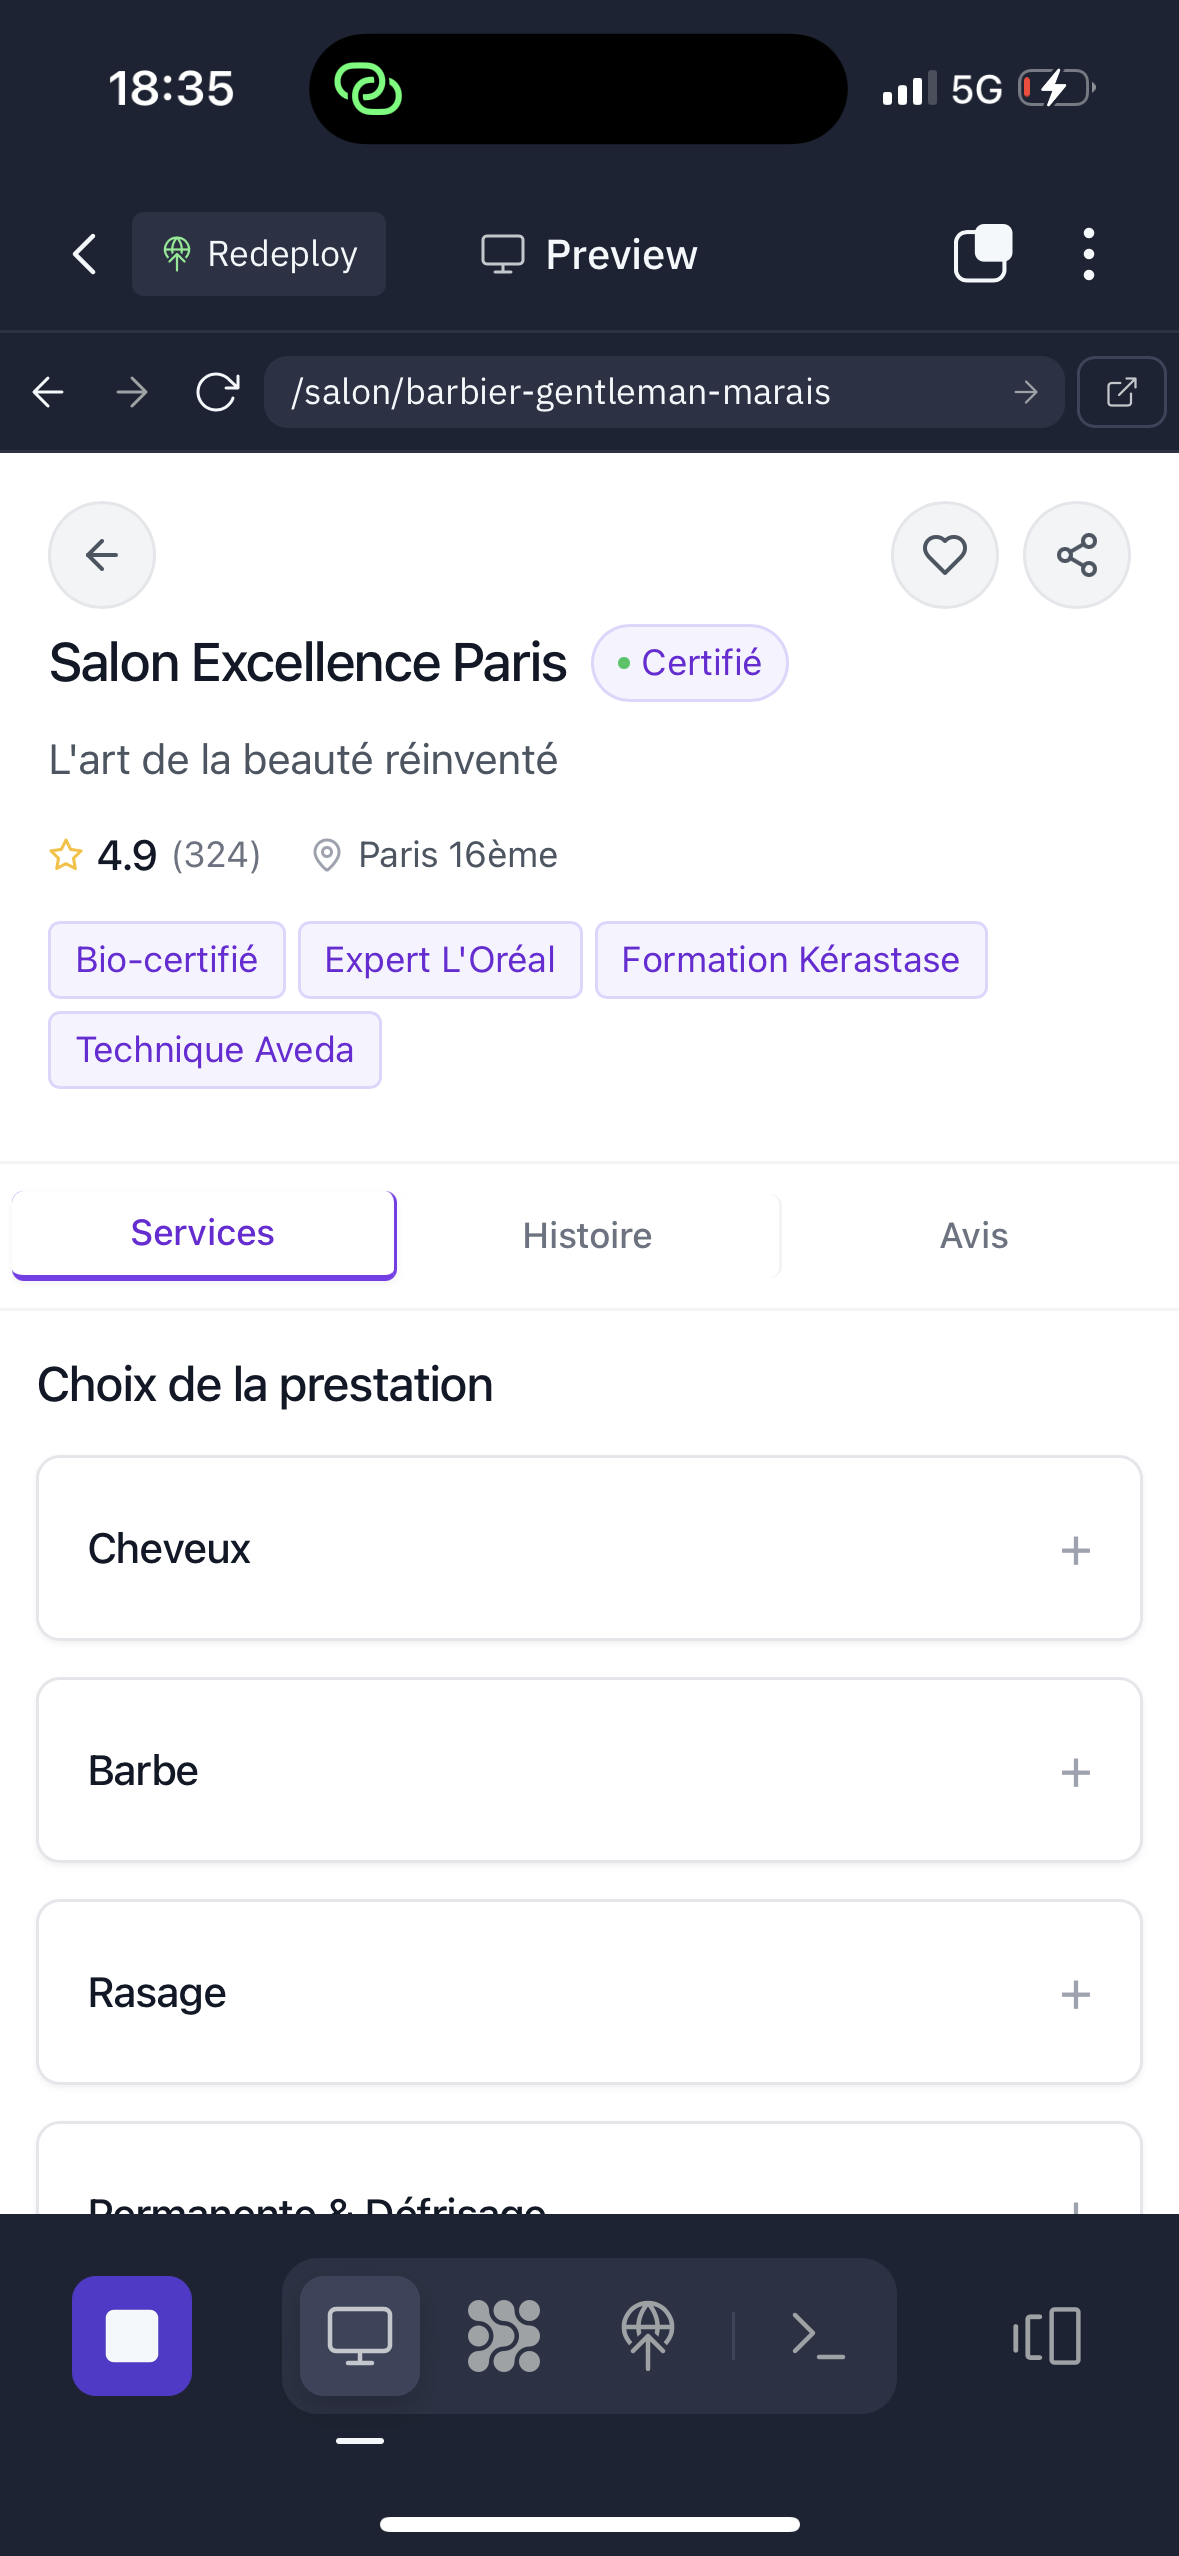 18:35
5G
Redeploy
Preview
/salon/barbier-gentleman-marais
Salon Excellence Paris
Certifié
L'art de la beauté réinventé
4.9 (324)
Paris 16ème
Bio-certifié
Expert L'Oréal
Formation Kérastase
Technique Aveda
Services
Histoire
Avis
Choix de la prestation
Cheveux
Barbe
Rasage
Permanente & Défrisage